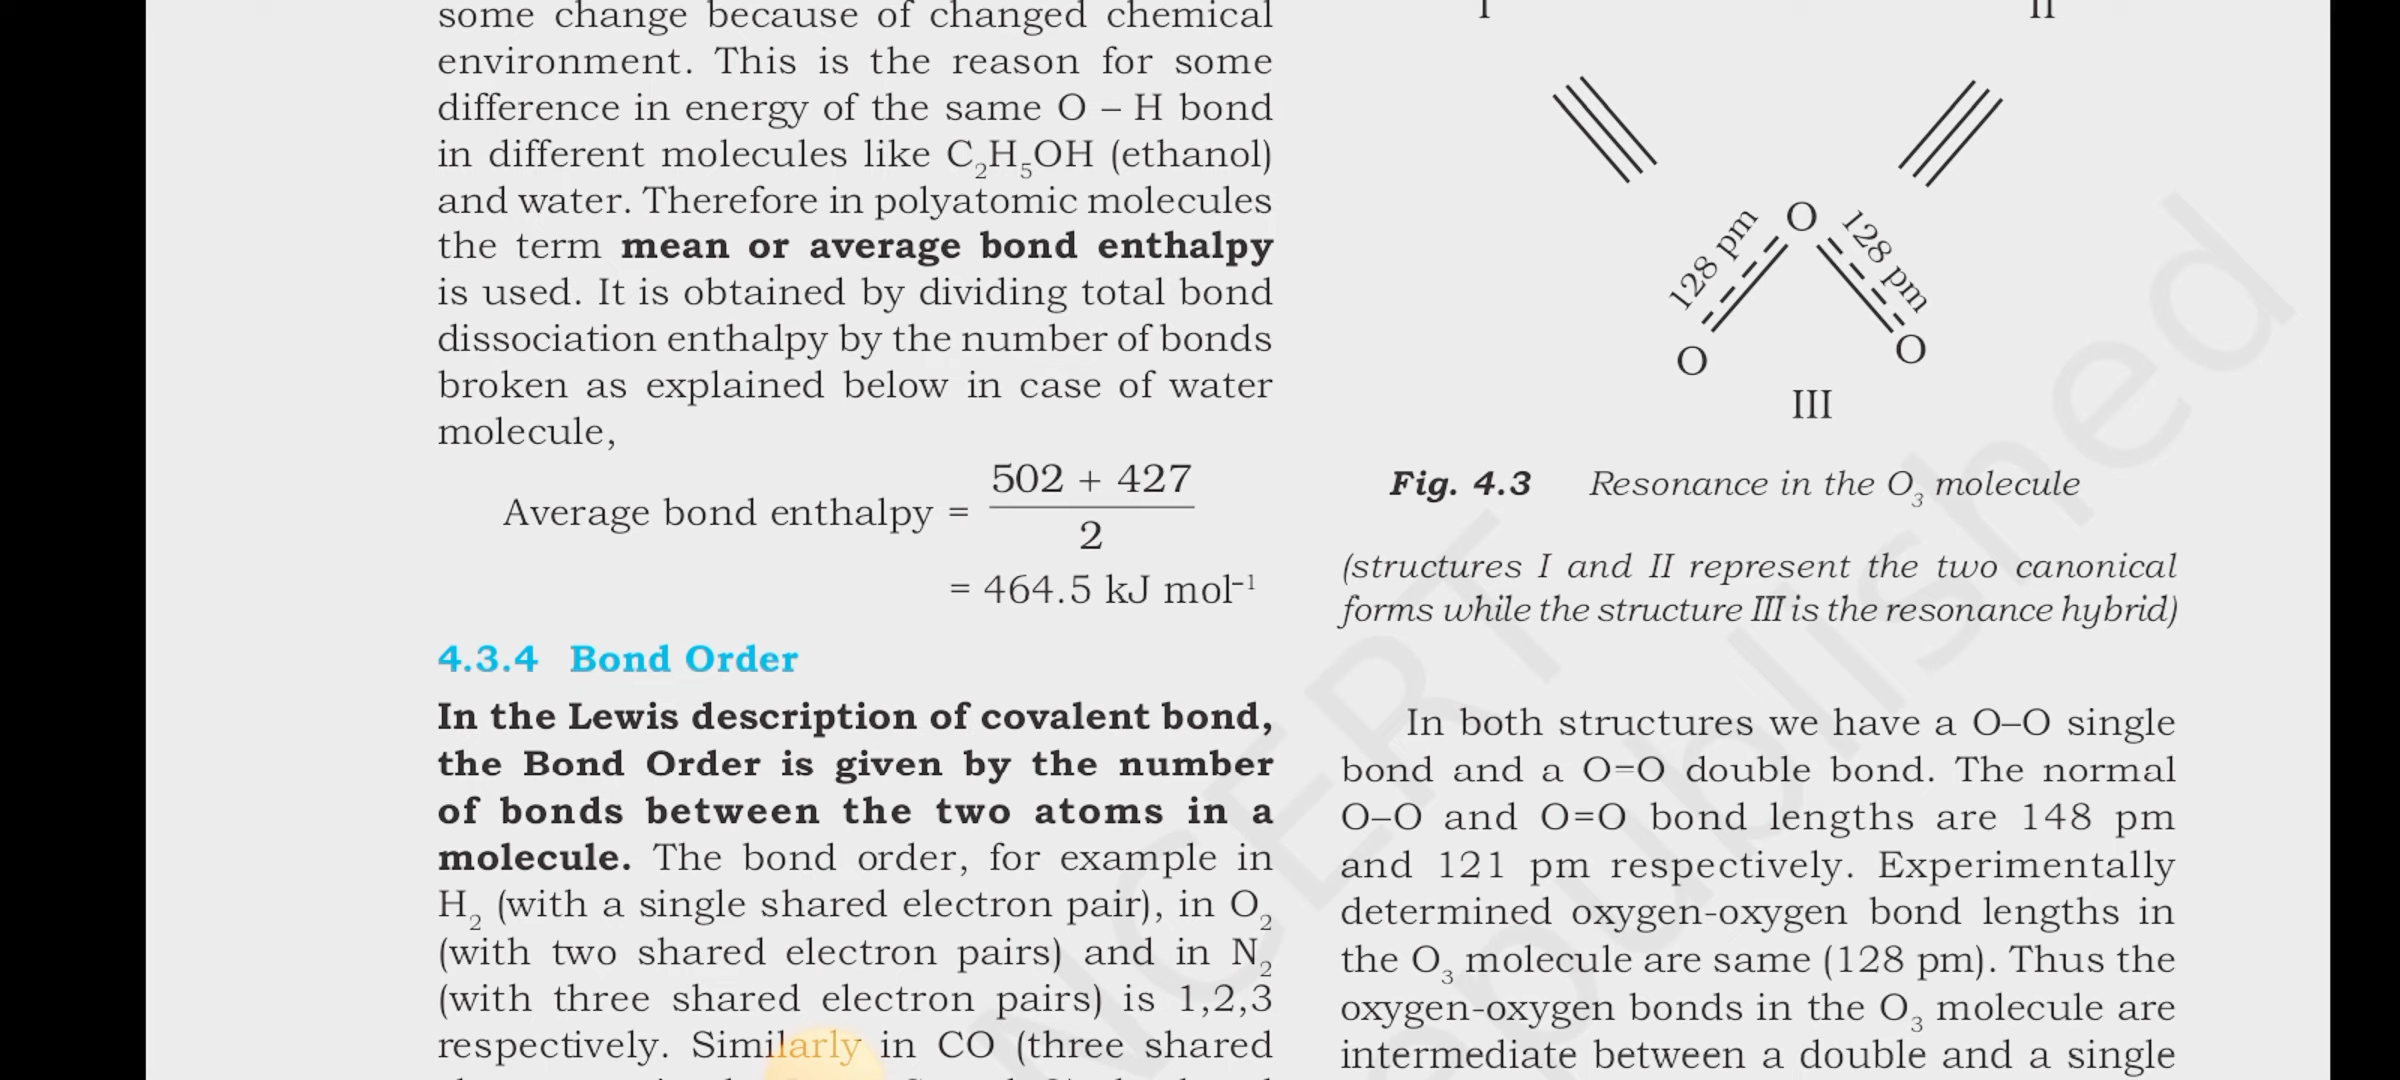 some change because of changed chemical
environment. This is the reason for some
difference in energy of the same O – H bond
in different molecules like C₂H₅OH (ethanol)
and water. Therefore in polyatomic molecules
the term mean or average bond enthalpy
is used. It is obtained by dividing total bond
dissociation enthalpy by the number of bonds
broken as explained below in case of water
molecule,
Average bond enthalpy = (502 + 427) / 2
= 464.5 kJ mol⁻¹
4.3.4 Bond Order
In the Lewis description of covalent bond,
the Bond Order is given by the number
of bonds between the two atoms in a
molecule. The bond order, for example in
H₂ (with a single shared electron pair), in O₂
(with two shared electron pairs) and in N₂
(with three shared electron pairs) is 1,2,3
respectively. Similarly in CO (three shared
I II
O
128 pm 128 pm
O O
III
Fig. 4.3 Resonance in the O₃ molecule
(structures I and II represent the two canonical
forms while the structure III is the resonance hybrid)
In both structures we have a O–O single
bond and a O=O double bond. The normal
O–O and O=O bond lengths are 148 pm
and 121 pm respectively. Experimentally
determined oxygen-oxygen bond lengths in
the O₃ molecule are same (128 pm). Thus the
oxygen-oxygen bonds in the O₃ molecule are
intermediate between a double and a single
NCERT
published